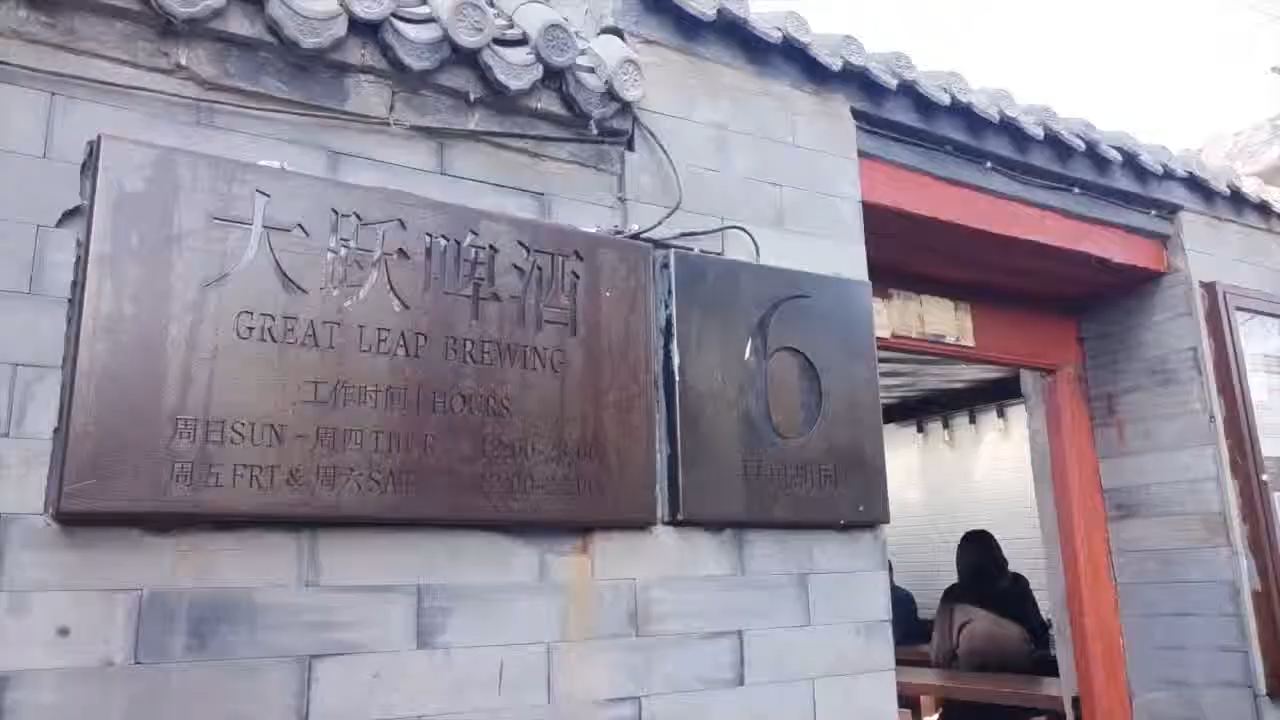 大跃啤酒
GREAT LEAP BREWING
工作时间 | HOURS
周日SUN - 周四THUR
周五FRI & 周六SAT
6